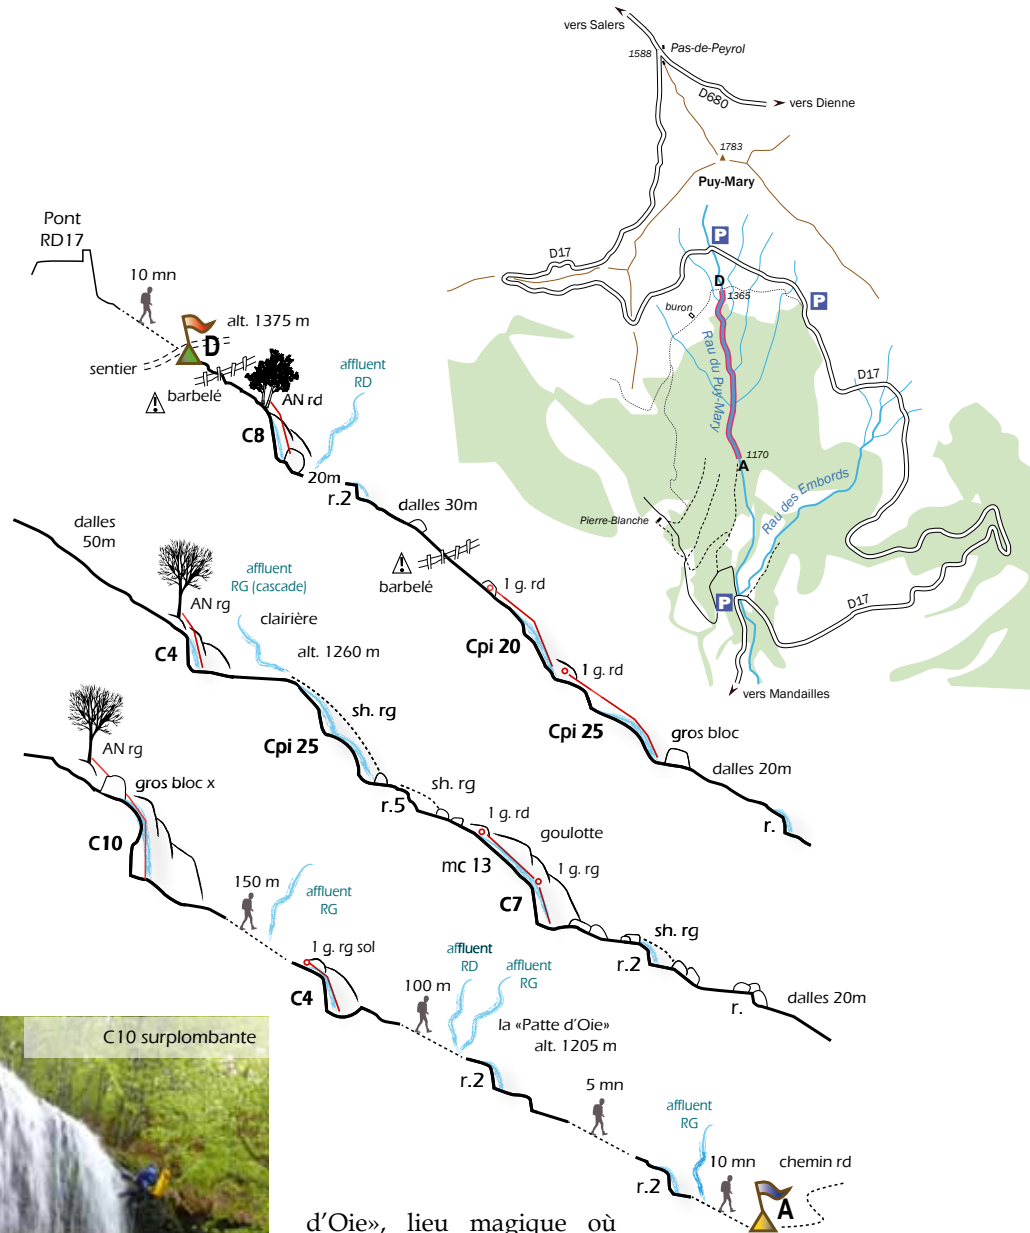 vers Salers
1588
Pas-de-Peyrol
D680
vers Dienne
1783
Puy-Mary
D17
P
D
1365
P
buron
Rau du Puy-Mary
D17
A
1170
Rau des Embords
Pierre-Blanche
P
D17
vers Mandailles
Pont
RD17
10 mn
alt. 1375 m
D
sentier
barbelé
affluent
RD
AN rd
C8
20m
r.2
dalles 30m
barbelé
1 g. rd
Cpi 20
1 g. rd
Cpi 25
gros bloc
dalles 20m
r.
dalles
50m
AN rg
C4
affluent
RG (cascade)
clairière
alt. 1260 m
sh. rg
Cpi 25
sh. rg
r.5
1 g. rd
goulotte
mc 13
1 g. rg
C7
sh. rg
r.2
r.
dalles 20m
AN rg
gros bloc x
C10
150 m
affluent
RG
1 g. rg sol
C4
100 m
affluent
RD
affluent
RG
la «Patte d'Oie»
alt. 1205 m
r.2
5 mn
affluent
RG
r.2
10 mn
chemin rd
A
C10 surplombante
d'Oie», lieu magique où